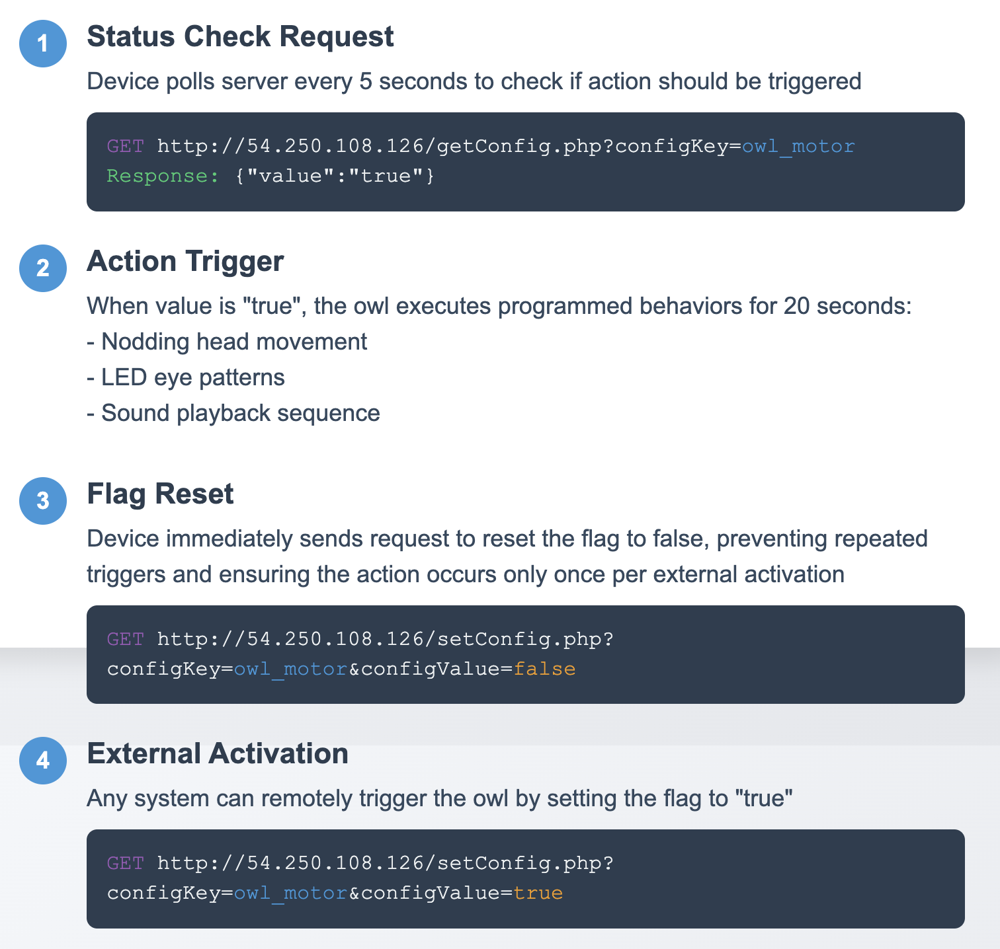 1
Status Check Request
Device polls server every 5 seconds to check if action should be triggered
GET http://54.250.108.126/getConfig.php?configKey=owl_motor
Response: {"value":"true"}
2
Action Trigger
When value is "true", the owl executes programmed behaviors for 20 seconds:
- Nodding head movement
- LED eye patterns
- Sound playback sequence
3
Flag Reset
Device immediately sends request to reset the flag to false, preventing repeated
triggers and ensuring the action occurs only once per external activation
GET http://54.250.108.126/setConfig.php?
configKey=owl_motor&configValue=false
4
External Activation
Any system can remotely trigger the owl by setting the flag to "true"
GET http://54.250.108.126/setConfig.php?
configKey=owl_motor&configValue=true